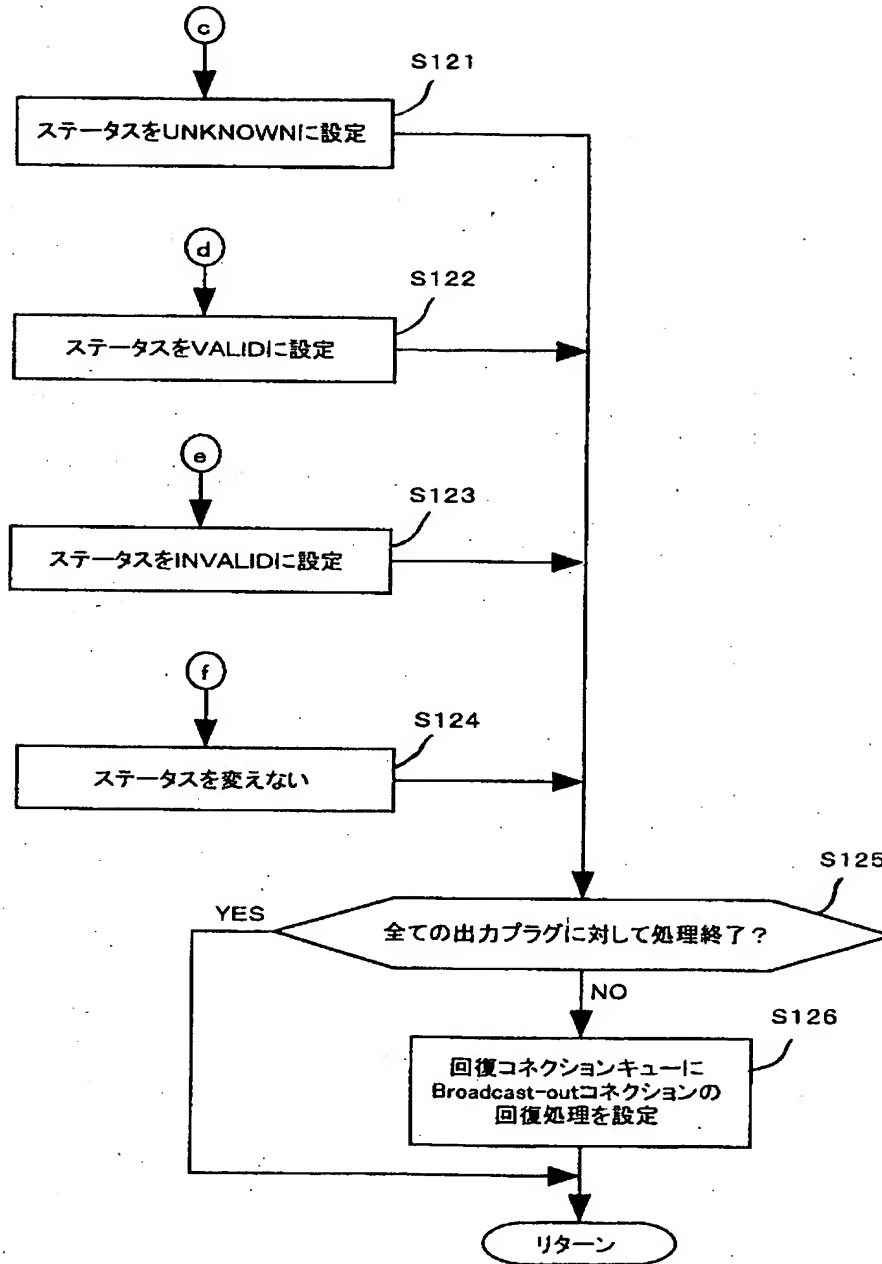 c
S121
ステータスをUNKNOWNに設定
d
S122
ステータスをVALIDに設定
e
S123
ステータスをINVALIDに設定
f
S124
ステータスを変えない
S125
YES
全ての出力プラグに対して処理終了?
NO
S126
回復コネクションキューに
Broadcast-outコネクションの
回復処理を設定
リターン